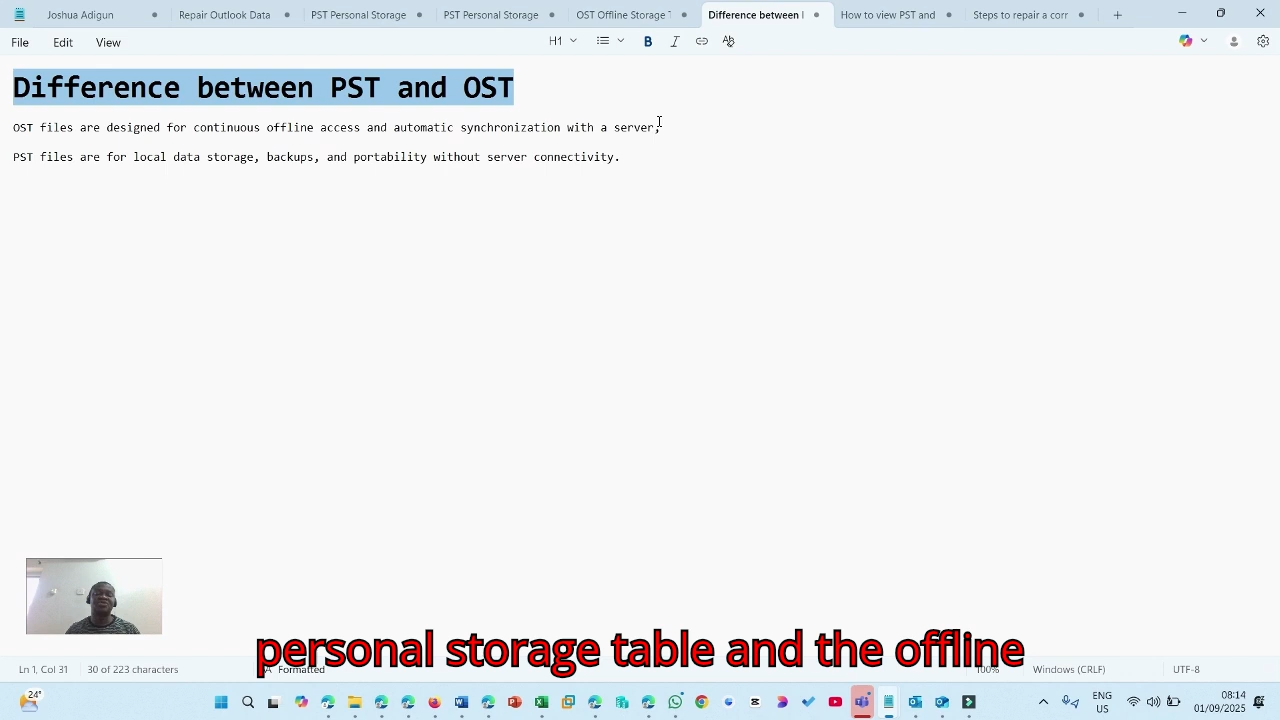 Joshua Adigun
Repair Outlook Data
PST Personal Storage
PST Personal Storage
OST Offline Storage T
Difference between I
How to view PST and
Steps to repair a corr
File
Edit
View
H1
Difference between PST and OST
OST files are designed for continuous offline access and automatic synchronization with a server,
PST files are for local data storage, backups, and portability without server connectivity.
personal storage table and the offline
Ln 1, Col 31
30 of 223 characters
Formatted
100%
Windows (CRLF)
UTF-8
24°
ENG
US
08:14
01/09/2025